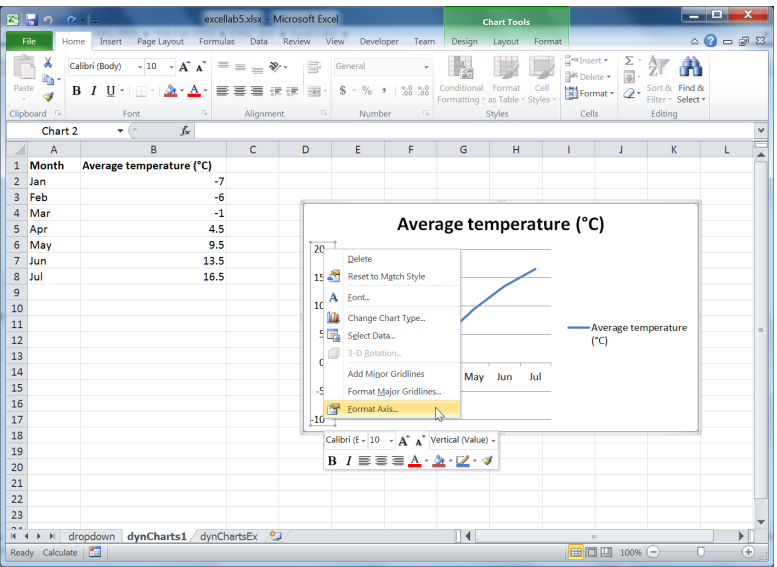 excellab5.xlsx - Microsoft Excel
Chart Tools
File Home Insert Page Layout Formulas Data Review View Developer Team Design Layout Format
Paste
Calibri (Body) 10 A A
B I U A
General
$ % ,
Conditional Formatting
Format as Table
Cell Styles
Insert
Delete
Format
Σ
Sort & Filter
Find & Select
Clipboard Font Alignment Number Styles Cells Editing
Chart 2 fx
A B C D E F G H I J K L
1 Month Average temperature (°C)
2 Jan -7
3 Feb -6
4 Mar -1
5 Apr 4.5
6 May 9.5
7 Jun 13.5
8 Jul 16.5
9
10
11
12
13
14
15
16
17
18
19
20
21
22
23
Average temperature (°C)
20
15
10
5
0
-5
-10
May Jun Jul
Average temperature
(°C)
Delete
Reset to Match Style
Font...
Change Chart Type...
Select Data...
3-D Rotation...
Add Minor Gridlines
Format Major Gridlines...
Format Axis...
Calibri (E 10 A A Vertical (Value)
B I A
dropdown dynCharts1 dynChartsEx
Ready Calculate 100%